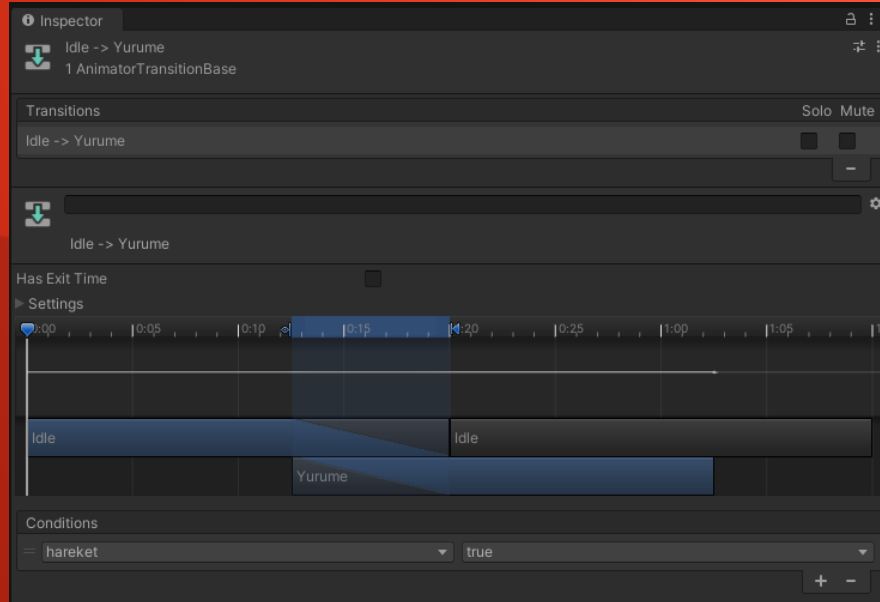 Inspector
Idle -> Yurume
1 AnimatorTransitionBase
Transitions Solo Mute
Idle -> Yurume
Idle -> Yurume
Has Exit Time
Settings
0:00 0:05 0:10 0:15 0:20 0:25 1:00 1:05
Idle Idle
Yurume
Conditions
hareket true